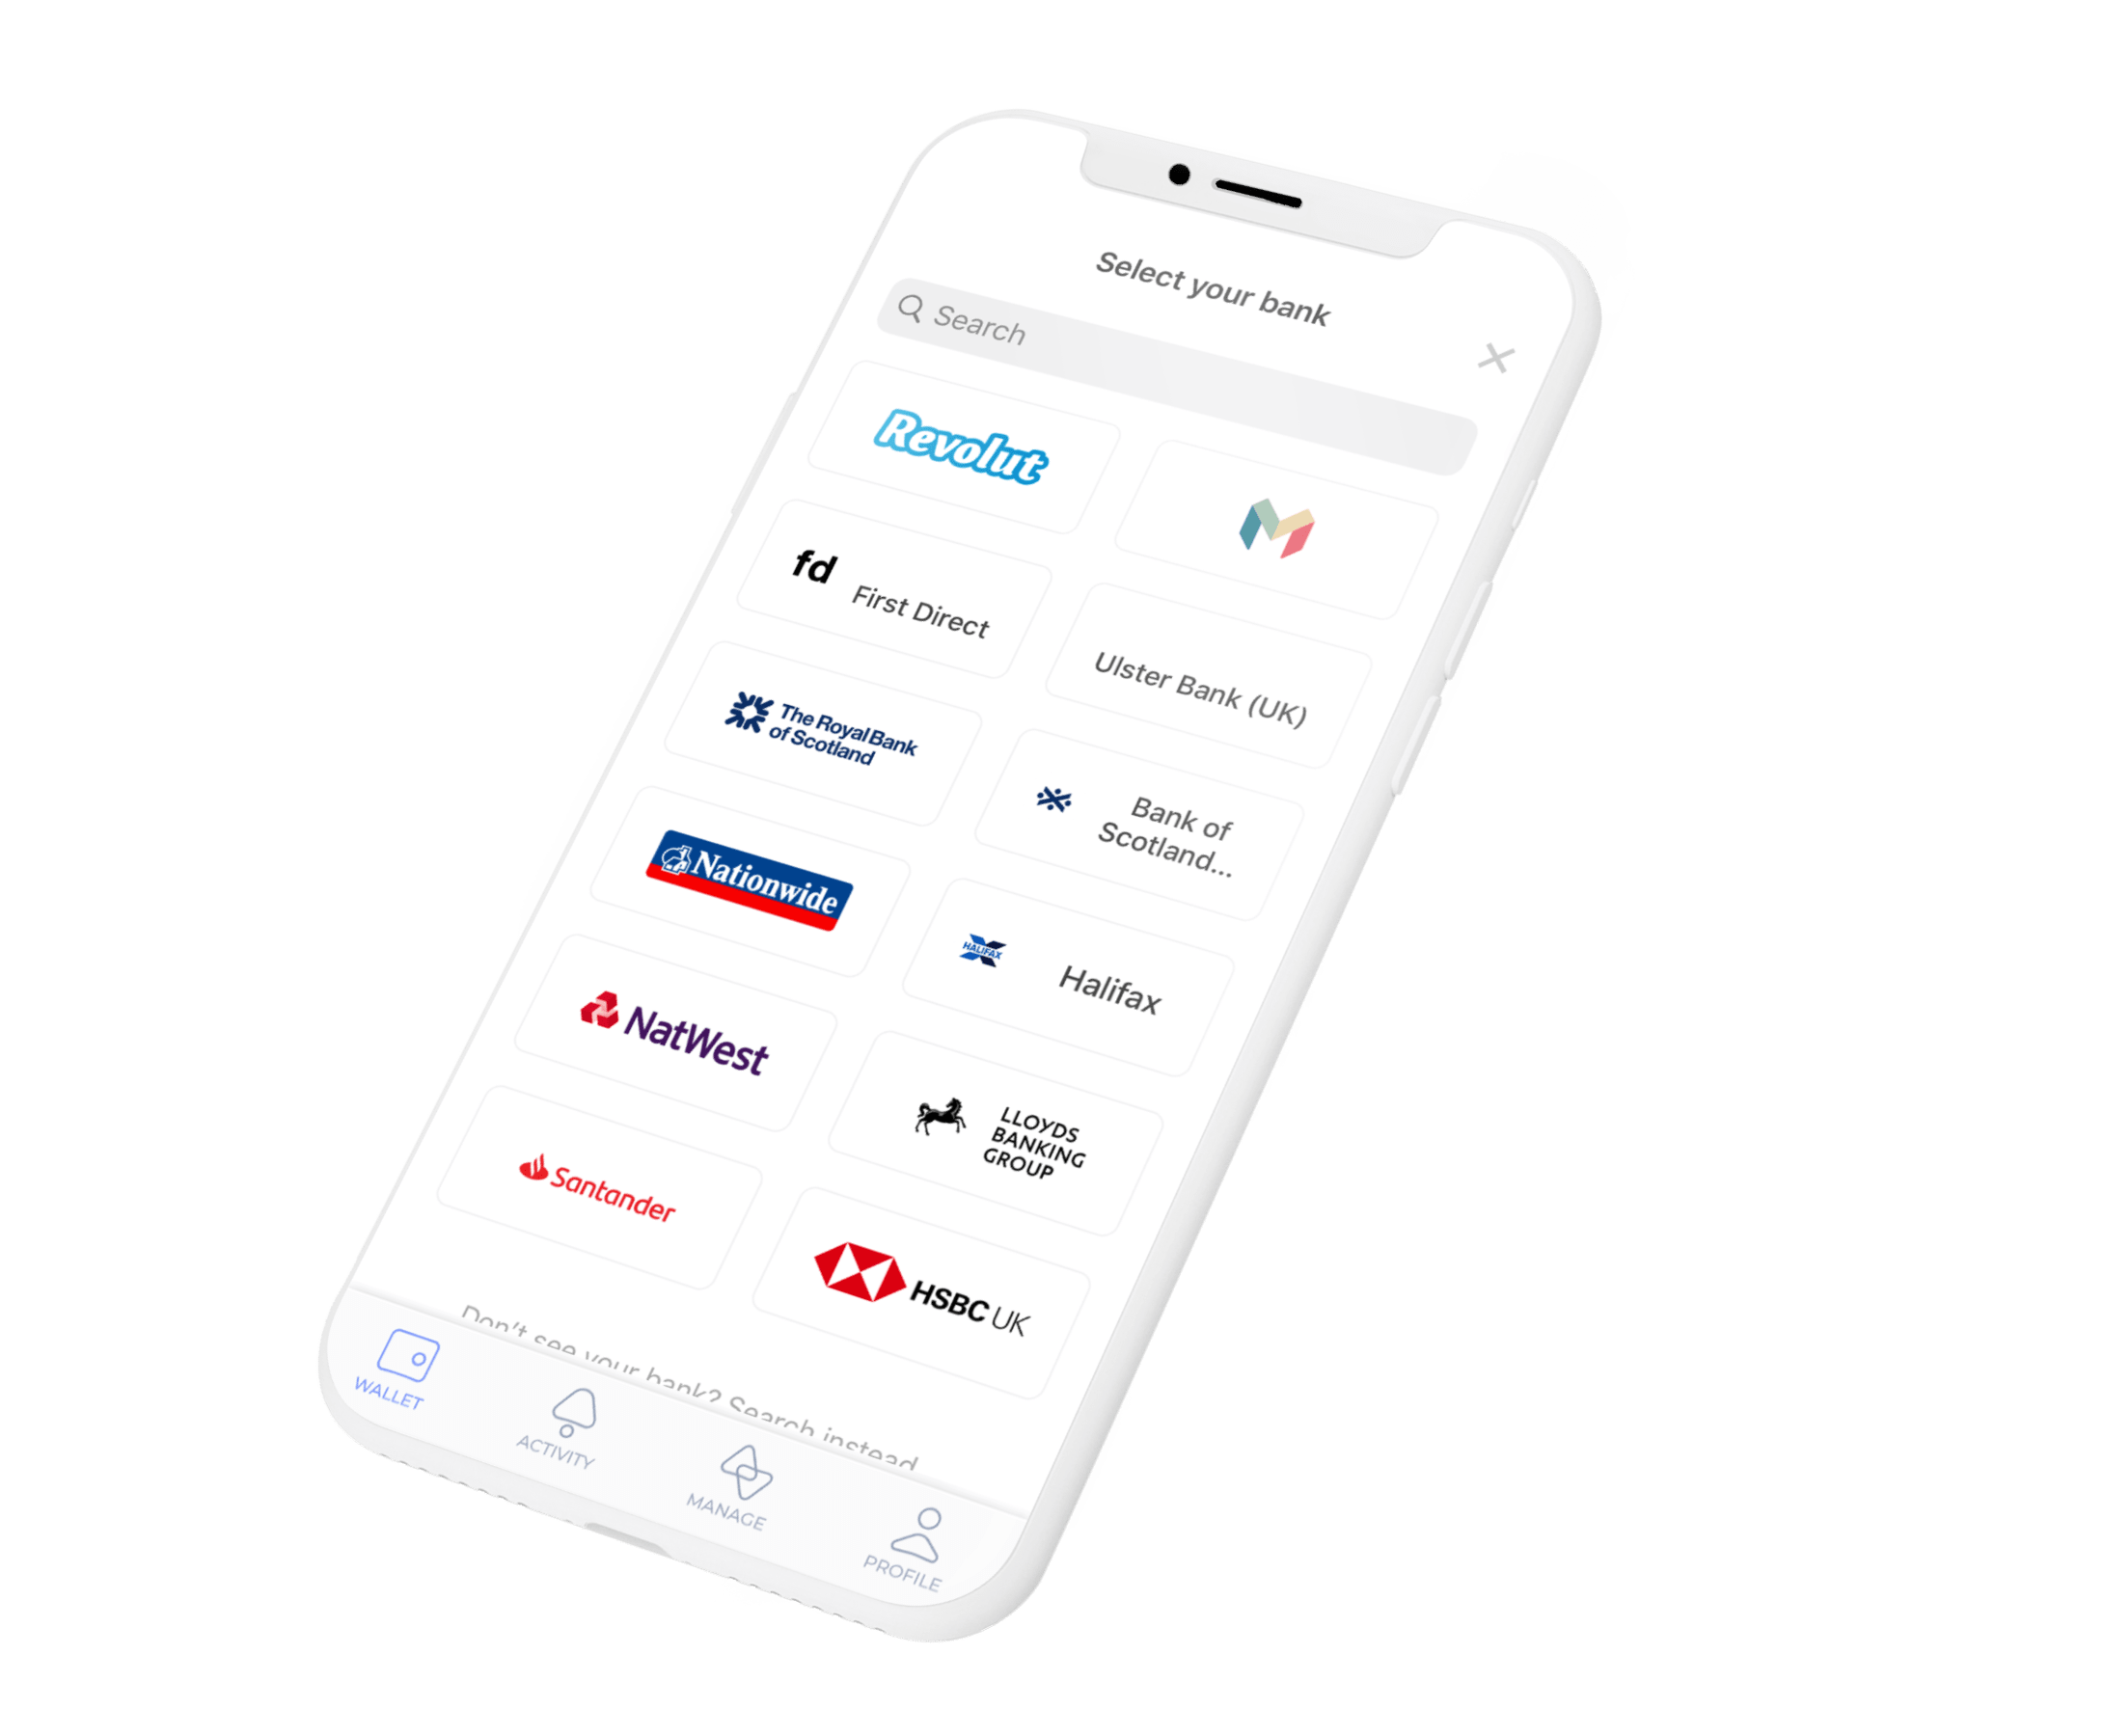 Select your bank
Search
Revolut
fd First Direct
Ulster Bank (UK)
The Royal Bank
of Scotland
Bank of
Scotland...
Nationwide
HALIFAX
Halifax
NatWest
LLOYDS
BANKING
GROUP
Santander
HSBC UK
Don't see your bank? Search instead
WALLET
ACTIVITY
MANAGE
PROFILE